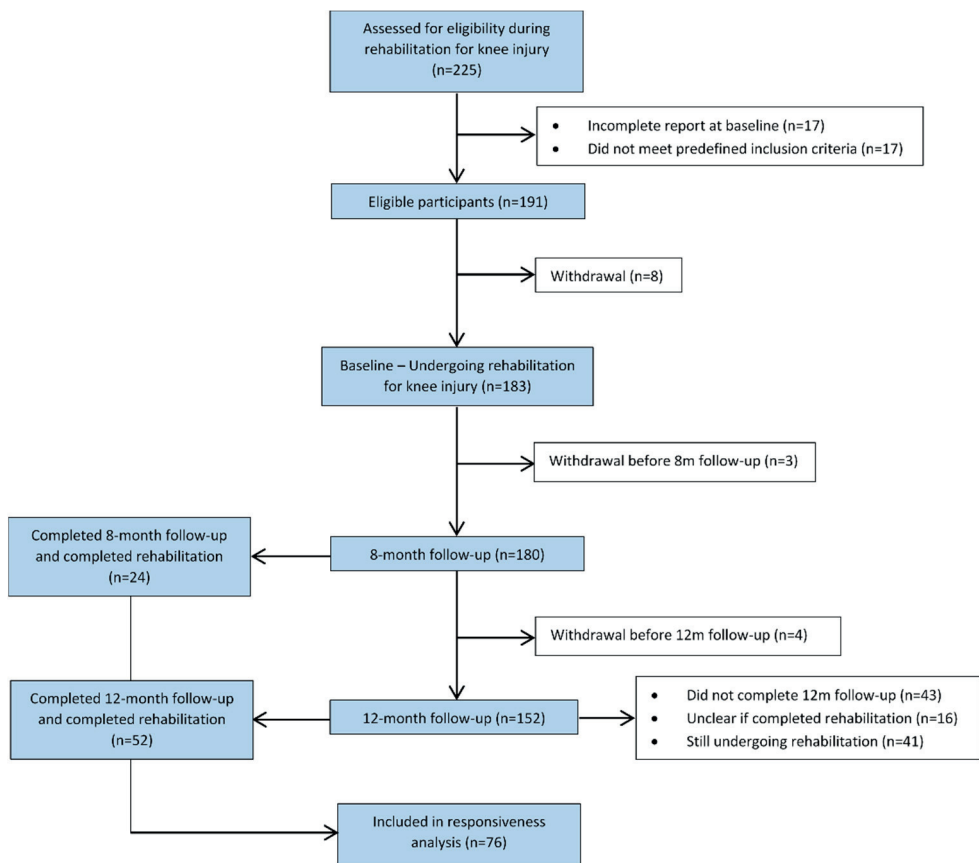 Assessed for eligibility during
rehabilitation for knee injury
(n=225)
• Incomplete report at baseline (n=17)
• Did not meet predefined inclusion criteria (n=17)
Eligible participants (n=191)
Withdrawal (n=8)
Baseline – Undergoing rehabilitation
for knee injury (n=183)
Withdrawal before 8m follow-up (n=3)
Completed 8-month follow-up
and completed rehabilitation
(n=24)
8-month follow-up (n=180)
Withdrawal before 12m follow-up (n=4)
Completed 12-month follow-up
and completed rehabilitation
(n=52)
12-month follow-up (n=152)
• Did not complete 12m follow-up (n=43)
• Unclear if completed rehabilitation (n=16)
• Still undergoing rehabilitation (n=41)
Included in responsiveness
analysis (n=76)